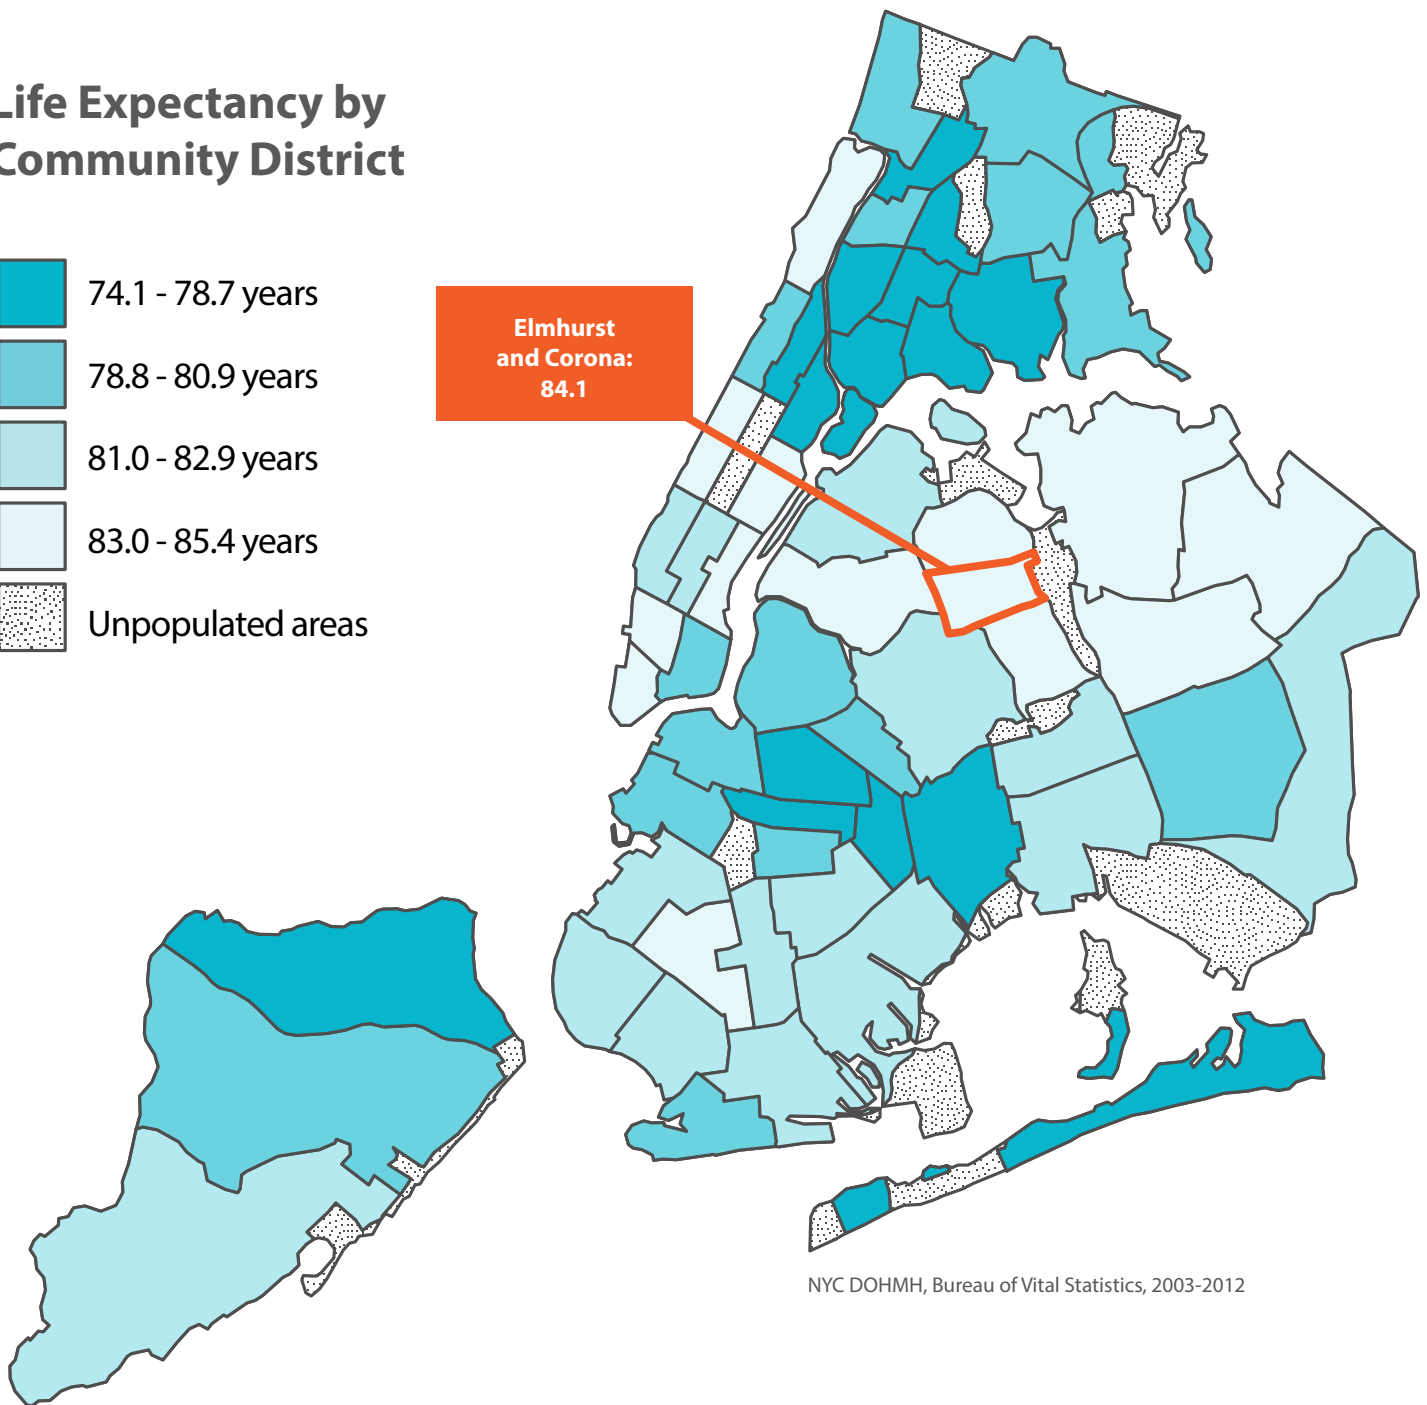 Life Expectancy by
Community District
74.1 - 78.7 years
78.8 - 80.9 years
81.0 - 82.9 years
83.0 - 85.4 years
Unpopulated areas
Elmhurst
and Corona:
84.1
NYC DOHMH, Bureau of Vital Statistics, 2003-2012